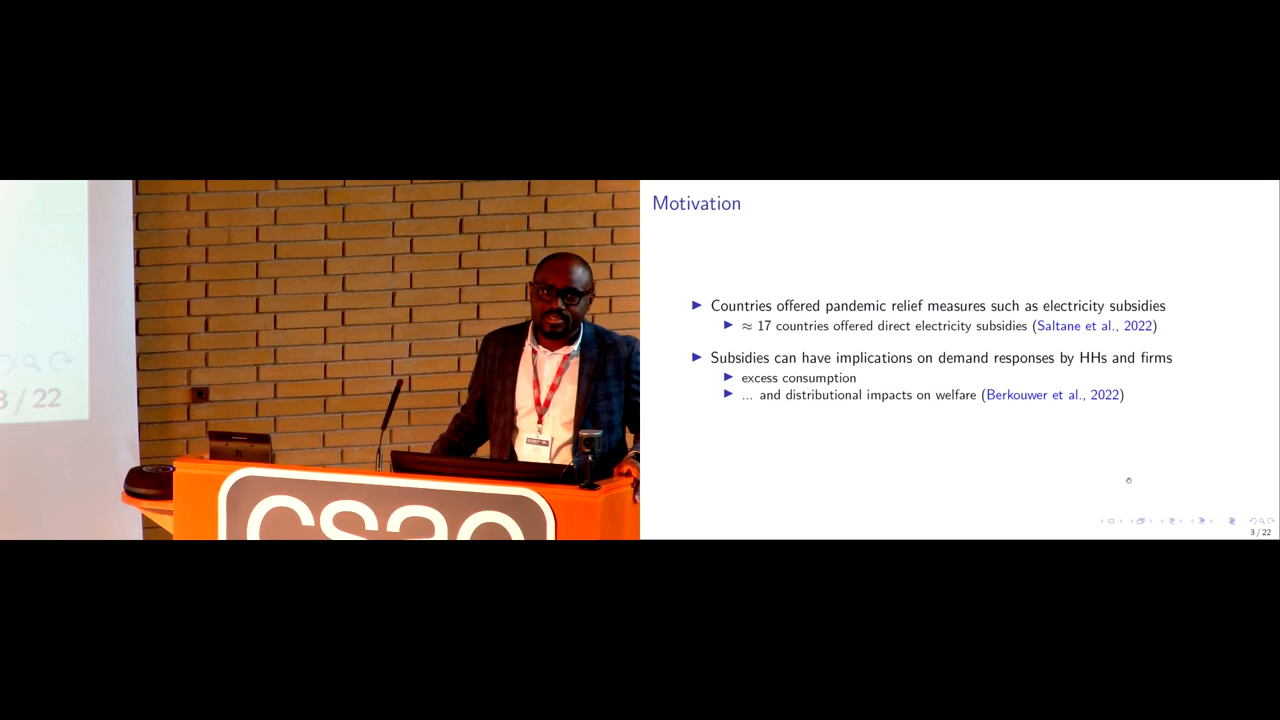 3 / 22
csae
Motivation
Countries offered pandemic relief measures such as electricity subsidies
≈ 17 countries offered direct electricity subsidies (Saltane et al., 2022)
Subsidies can have implications on demand responses by HHs and firms
excess consumption
... and distributional impacts on welfare (Berkouwer et al., 2022)
3 / 22